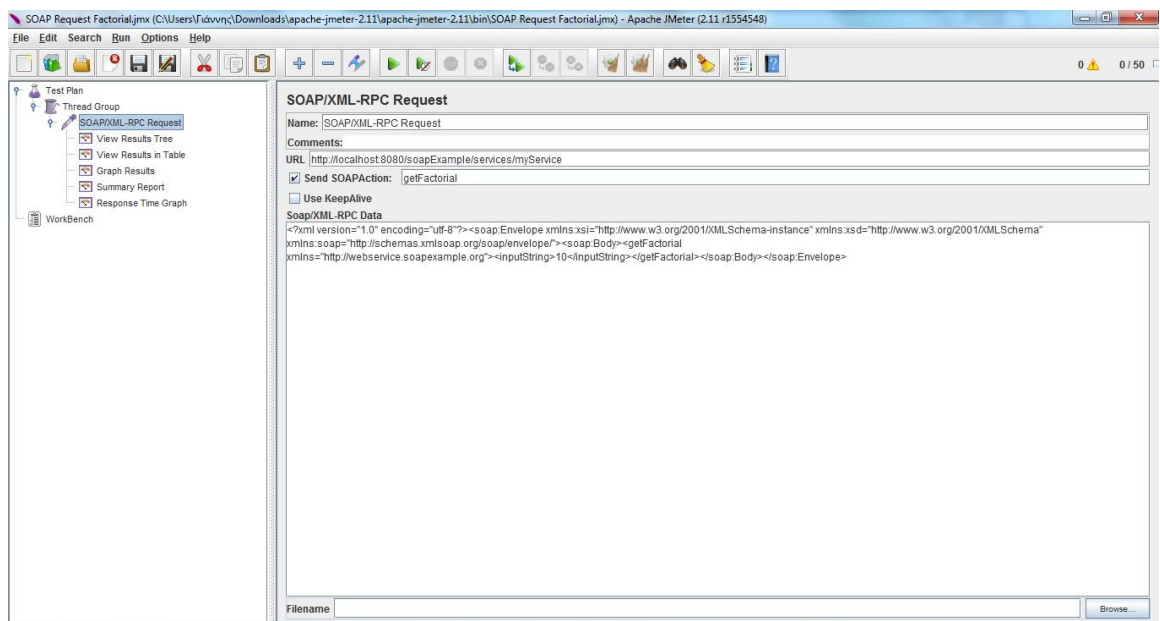 SOAP Request Factorial.jmx (C:\Users\Γιάννης\Downloads\apache-jmeter-2.11\apache-jmeter-2.11\bin\SOAP Request Factorial.jmx) - Apache JMeter (2.11 r1554548)
File Edit Search Run Options Help
0 0 / 50
Test Plan
Thread Group
SOAP/XML-RPC Request
View Results Tree
View Results in Table
Graph Results
Summary Report
Response Time Graph
WorkBench
SOAP/XML-RPC Request
Name: SOAP/XML-RPC Request
Comments:
URL http://localhost:8080/soapExample/services/myService
Send SOAPAction: getFactorial
Use KeepAlive
Soap/XML-RPC Data
<?xml version="1.0" encoding="utf-8"?><soap:Envelope xmlns:xsi="http://www.w3.org/2001/XMLSchema-instance" xmlns:xsd="http://www.w3.org/2001/XMLSchema"
xmlns:soap="http://schemas.xmlsoap.org/soap/envelope/"><soap:Body><getFactorial
xmlns="http://webservice.soapexample.org"><inputString>10</inputString></getFactorial></soap:Body></soap:Envelope>
Filename Browse...